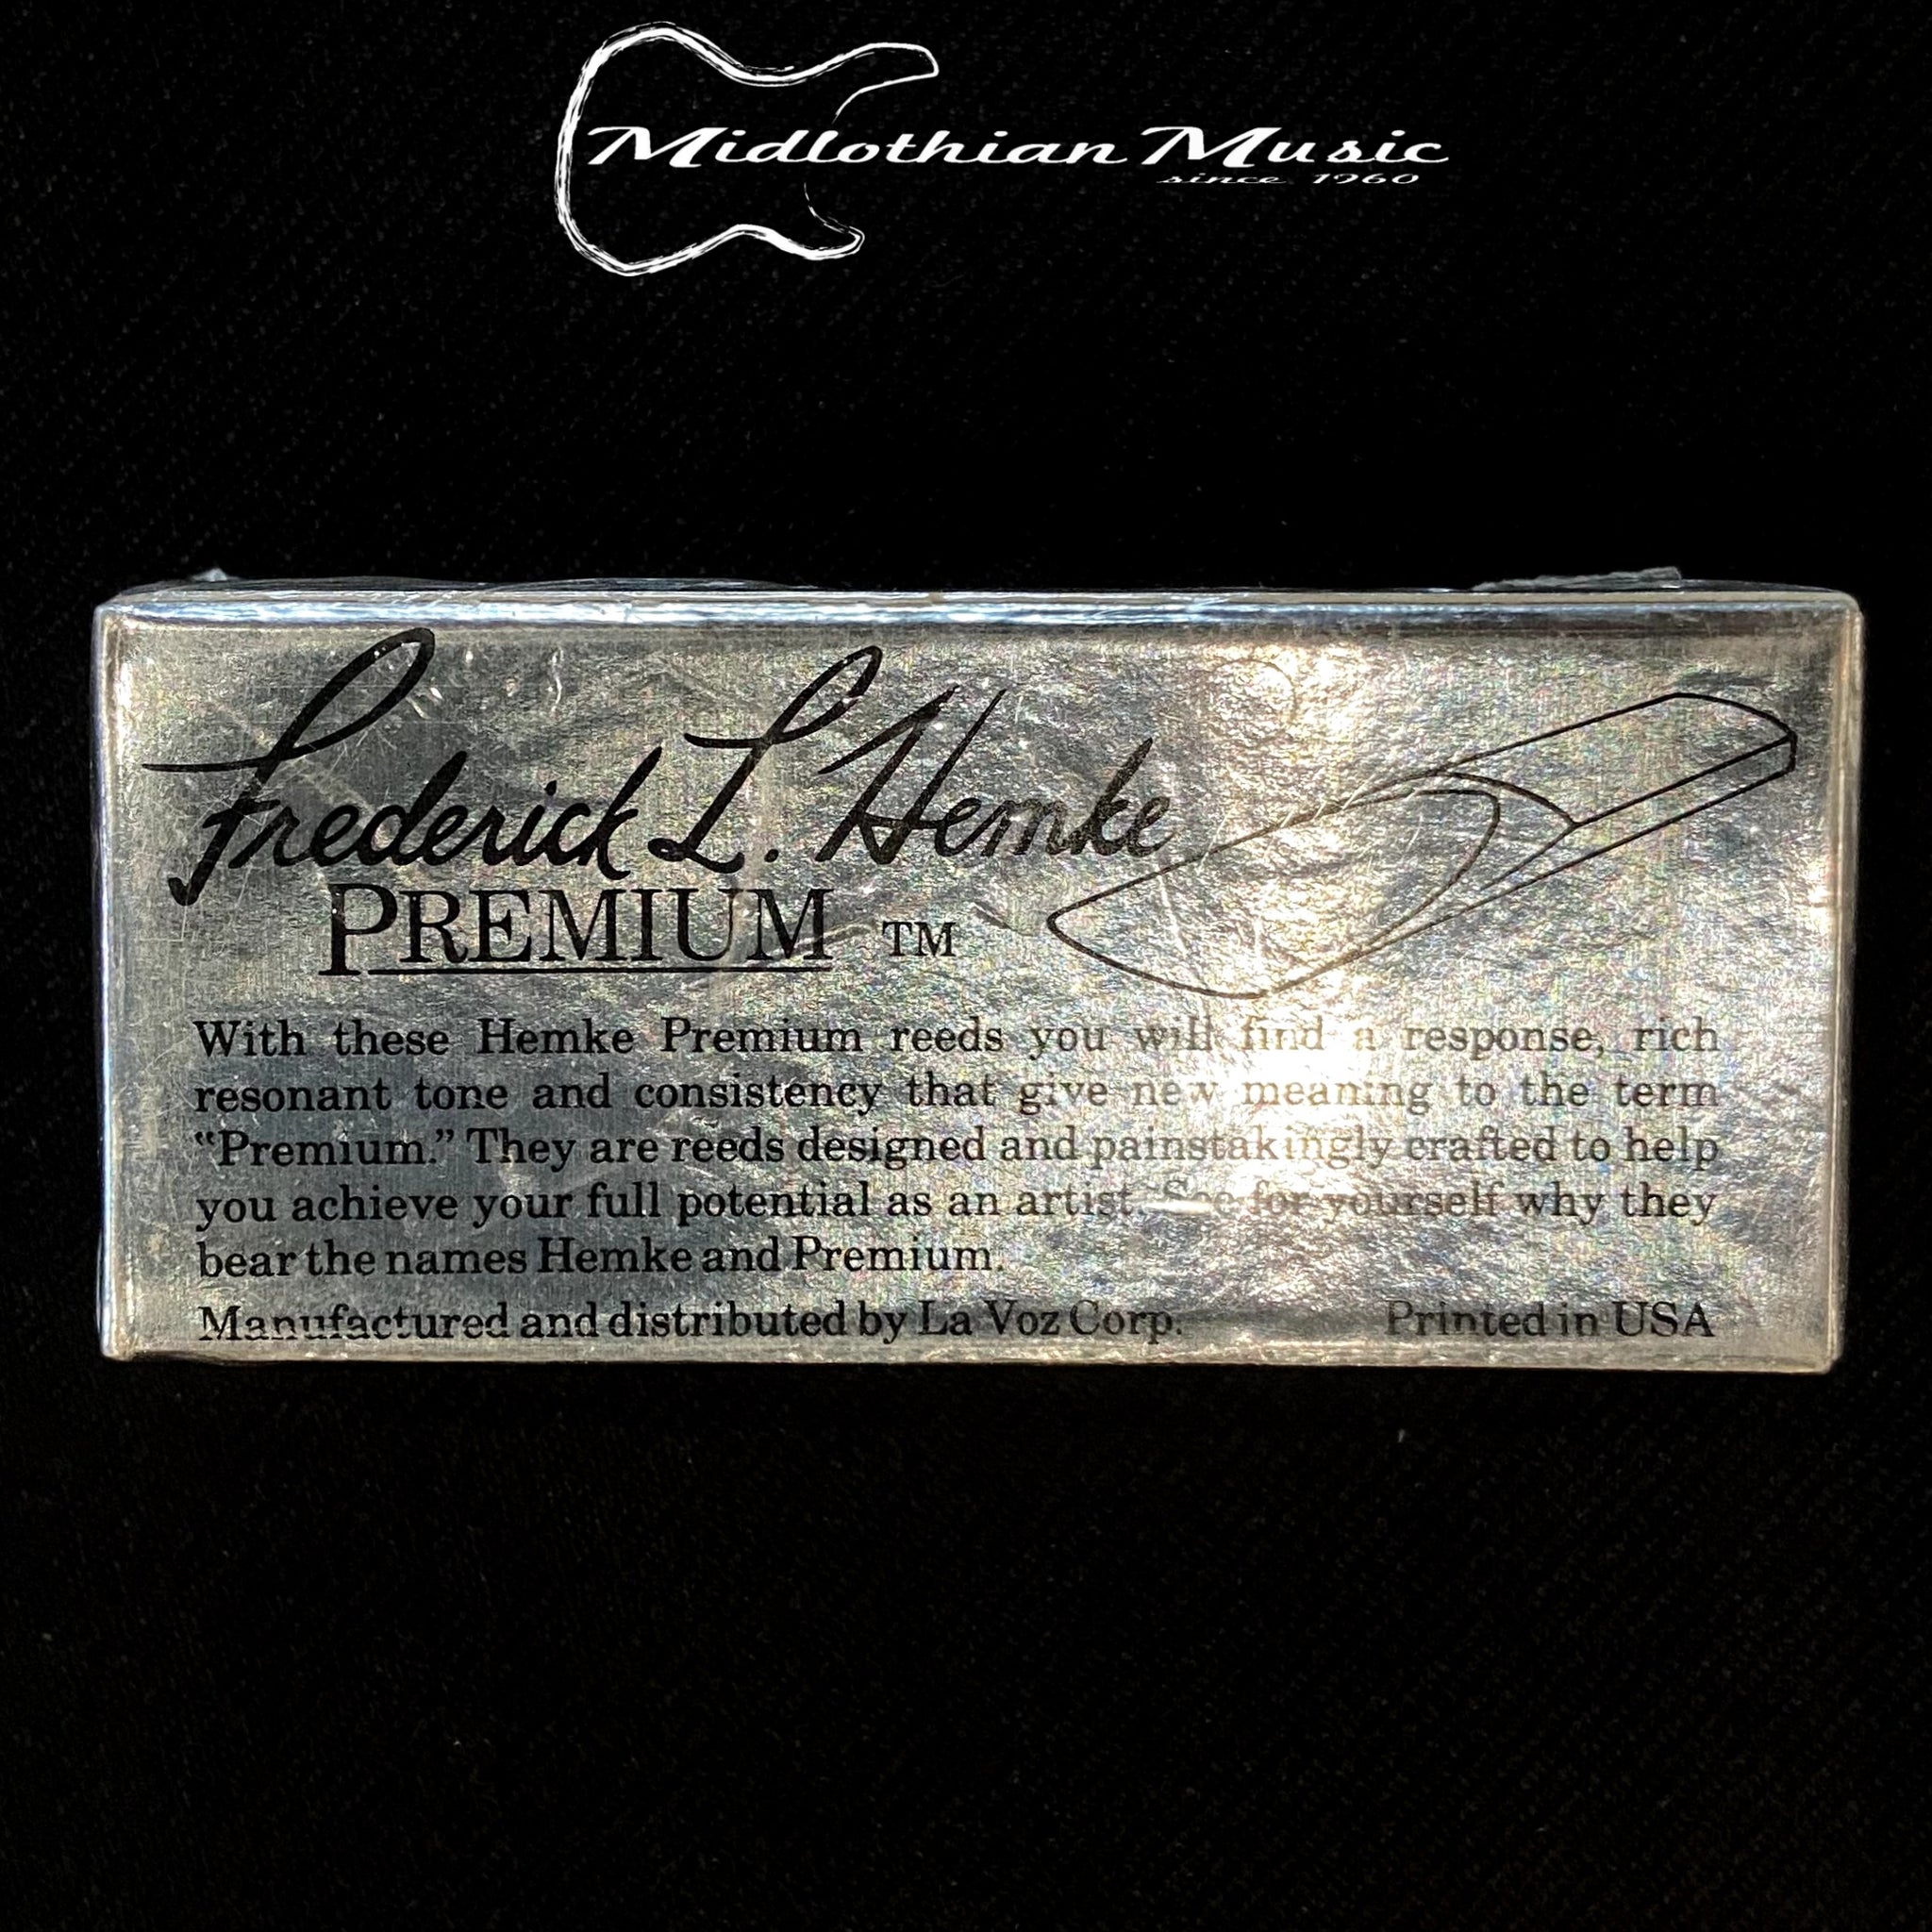 Midlothian Music
since 1960
Frederick L. Hemke
PREMIUM TM
With these Hemke Premium reeds you will find a response, rich
resonant tone and consistency that give new meaning to the term
“Premium.” They are reeds designed and painstakingly crafted to help
you achieve your full potential as an artist. See for yourself why they
bear the names Hemke and Premium.
Manufactured and distributed by La Voz Corp. Printed in USA